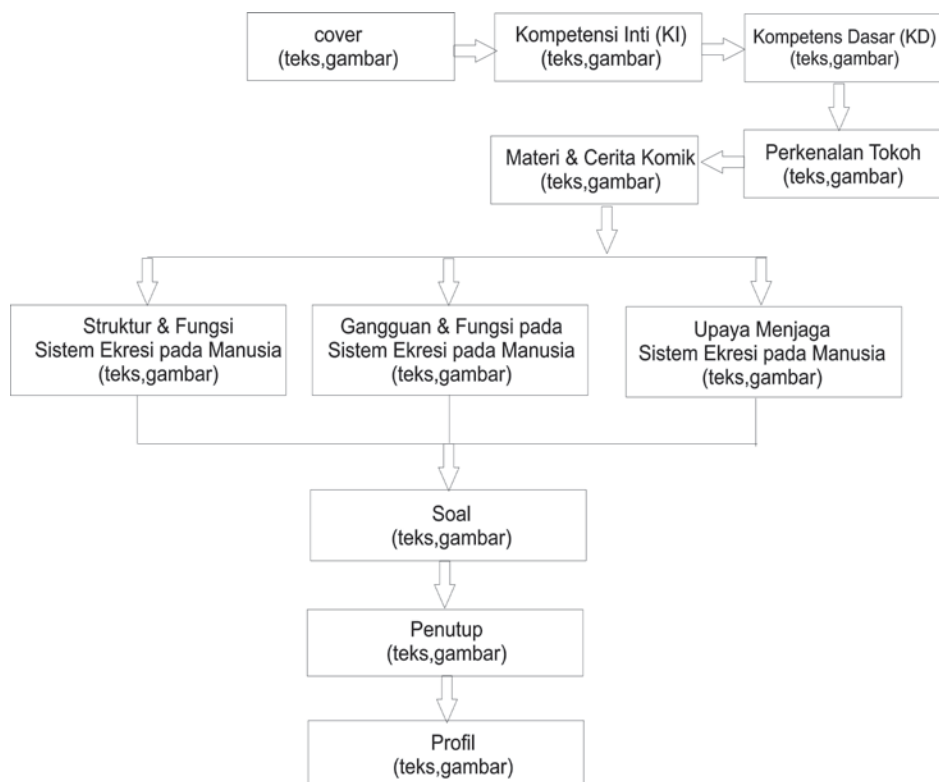 cover
(teks,gambar)
Kompetensi Inti (KI)
(teks,gambar)
Kompetens Dasar (KD)
(teks,gambar)
Perkenalan Tokoh
(teks,gambar)
Materi & Cerita Komik
(teks,gambar)
Struktur & Fungsi
Sistem Ekresi pada Manusia
(teks,gambar)
Gangguan & Fungsi pada
Sistem Ekresi pada Manusia
(teks,gambar)
Upaya Menjaga
Sistem Ekresi pada Manusia
(teks,gambar)
Soal
(teks,gambar)
Penutup
(teks,gambar)
Profil
(teks,gambar)